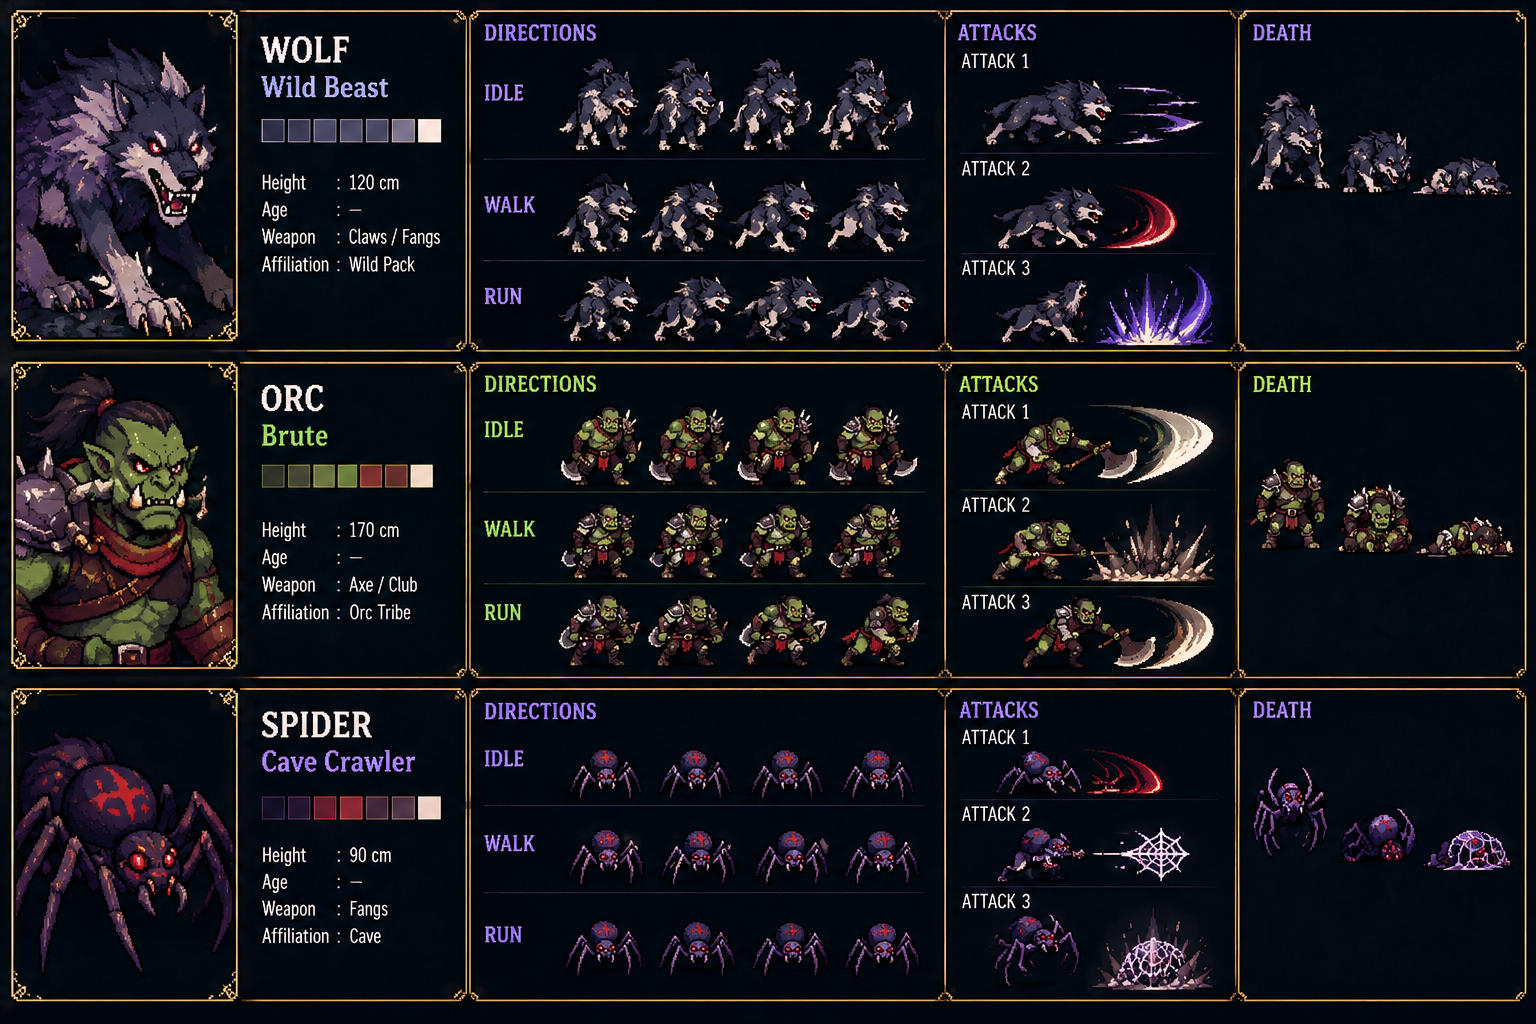 WOLF
Wild Beast
Height : 120 cm
Age : —
Weapon : Claws / Fangs
Affiliation : Wild Pack
DIRECTIONS
IDLE
WALK
RUN
ATTACKS
ATTACK 1
ATTACK 2
ATTACK 3
DEATH
ORC
Brute
Height : 170 cm
Age : —
Weapon : Axe / Club
Affiliation : Orc Tribe
DIRECTIONS
IDLE
WALK
RUN
ATTACKS
ATTACK 1
ATTACK 2
ATTACK 3
DEATH
SPIDER
Cave Crawler
Height : 90 cm
Age : —
Weapon : Fangs
Affiliation : Cave
DIRECTIONS
IDLE
WALK
RUN
ATTACKS
ATTACK 1
ATTACK 2
ATTACK 3
DEATH